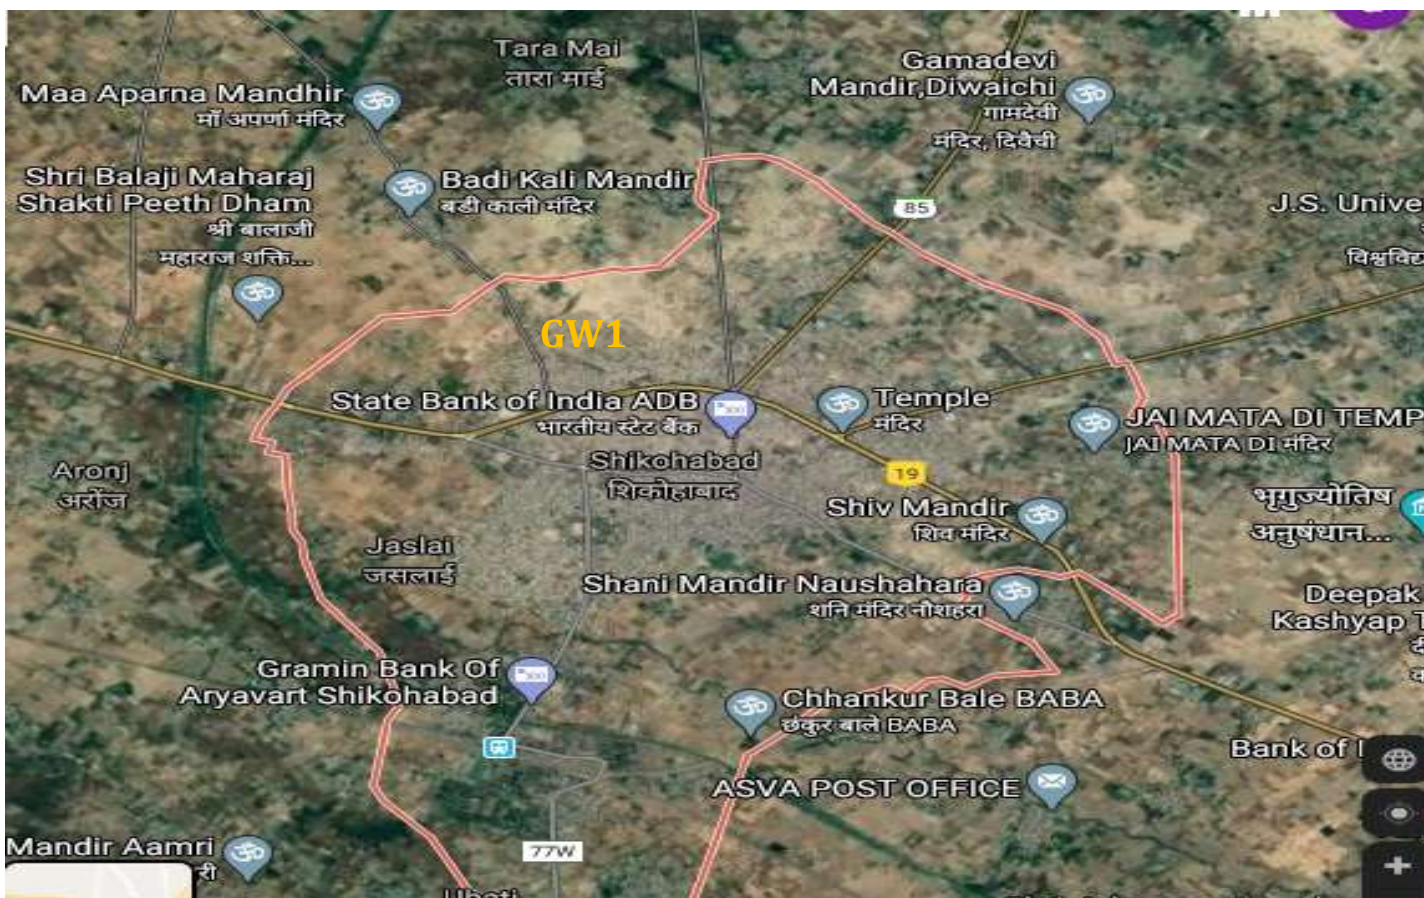 Tara Mai
तारा माई
Gamadevi
Mandir,Diwaichi
गामदेवी
मंदिर, दिवैची
Maa Aparna Mandhir
माँ अपर्णा मंदिर
Shri Balaji Maharaj
Shakti Peeth Dham
श्री बालाजी
महाराज शक्ति...
Badi Kali Mandir
बडी काली मंदिर
85
J.S. Unive
विश्ववि
GW1
State Bank of India ADB
भारतीय स्टेट बैंक
Temple
मंदिर
JAI MATA DI TEMP
JAI MATA DI मंदिर
Shikohabad
शिकोहाबाद
19
Aronj
अरोंज
Shiv Mandir
शिव मंदिर
भृगुज्योतिष
अनुषंधान...
Jaslai
जसलाई
Shani Mandir Naushahara
शनि मंदिर नौशहरा
Deepak
Kashyap T
Gramin Bank Of
Aryavart Shikohabad
Chhankur Bale BABA
छंकुर बाले BABA
Bank of I
ASVA POST OFFICE
Mandir Aamri
री
77W